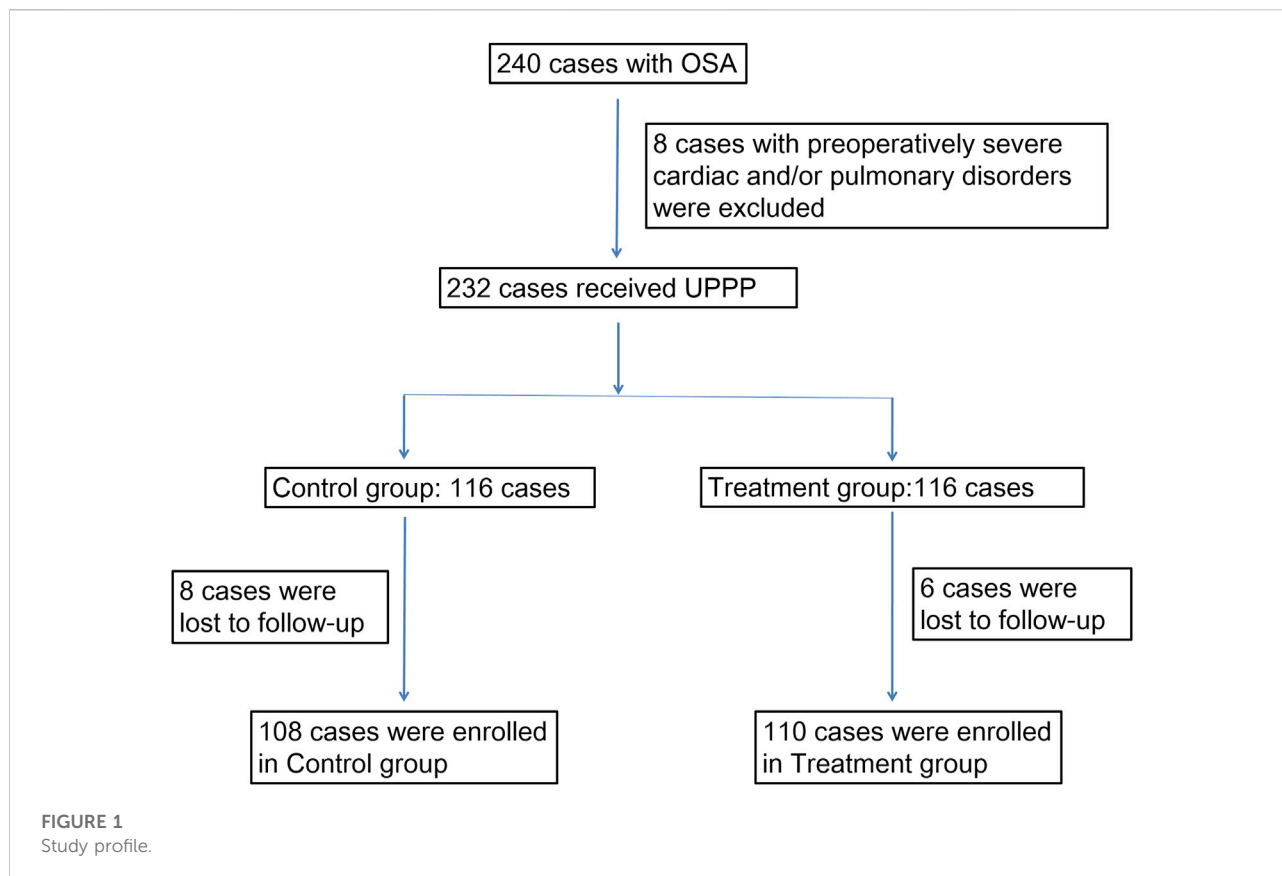 240 cases with OSA
8 cases with preoperatively severe
cardiac and/or pulmonary disorders
were excluded
232 cases received UPPP
Control group: 116 cases
Treatment group:116 cases
8 cases were
lost to follow-up
6 cases were
lost to follow-up
108 cases were enrolled
in Control group
110 cases were enrolled
in Treatment group
FIGURE 1
Study profile.